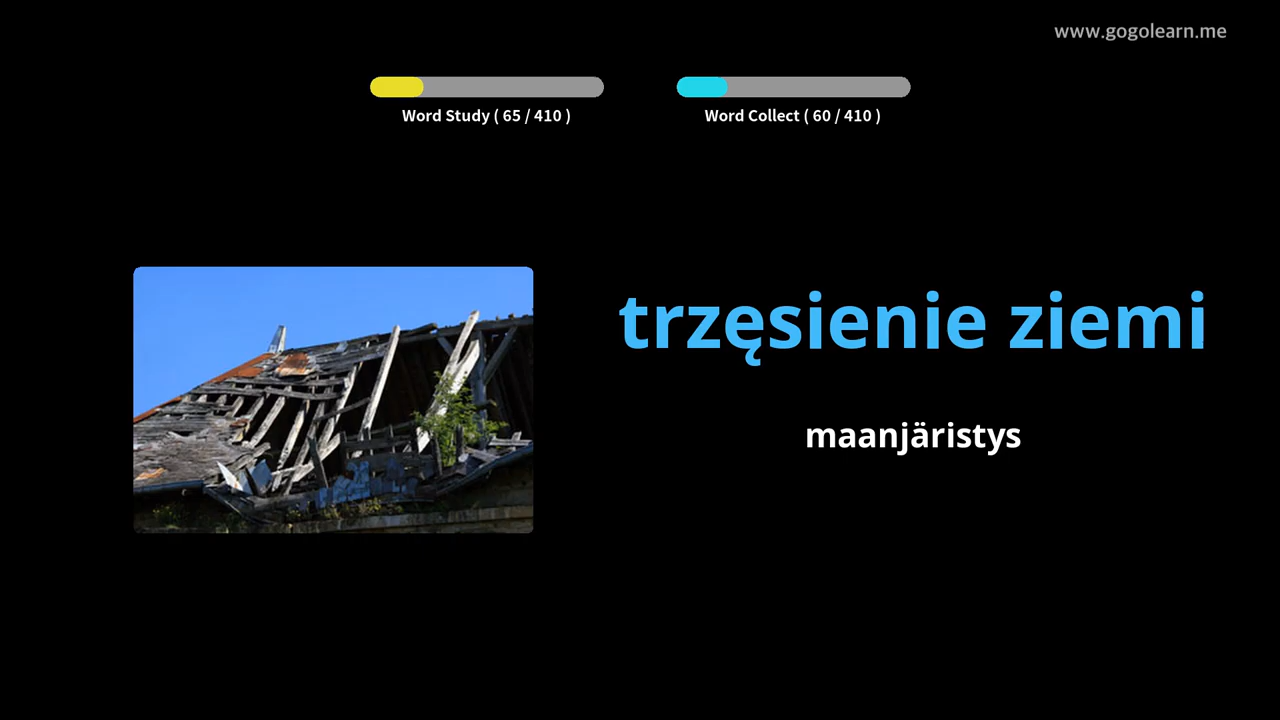 www.gogolearn.me
Word Study ( 65 / 410 )
Word Collect ( 60 / 410 )
trzęsienie ziemi
maanjäristys